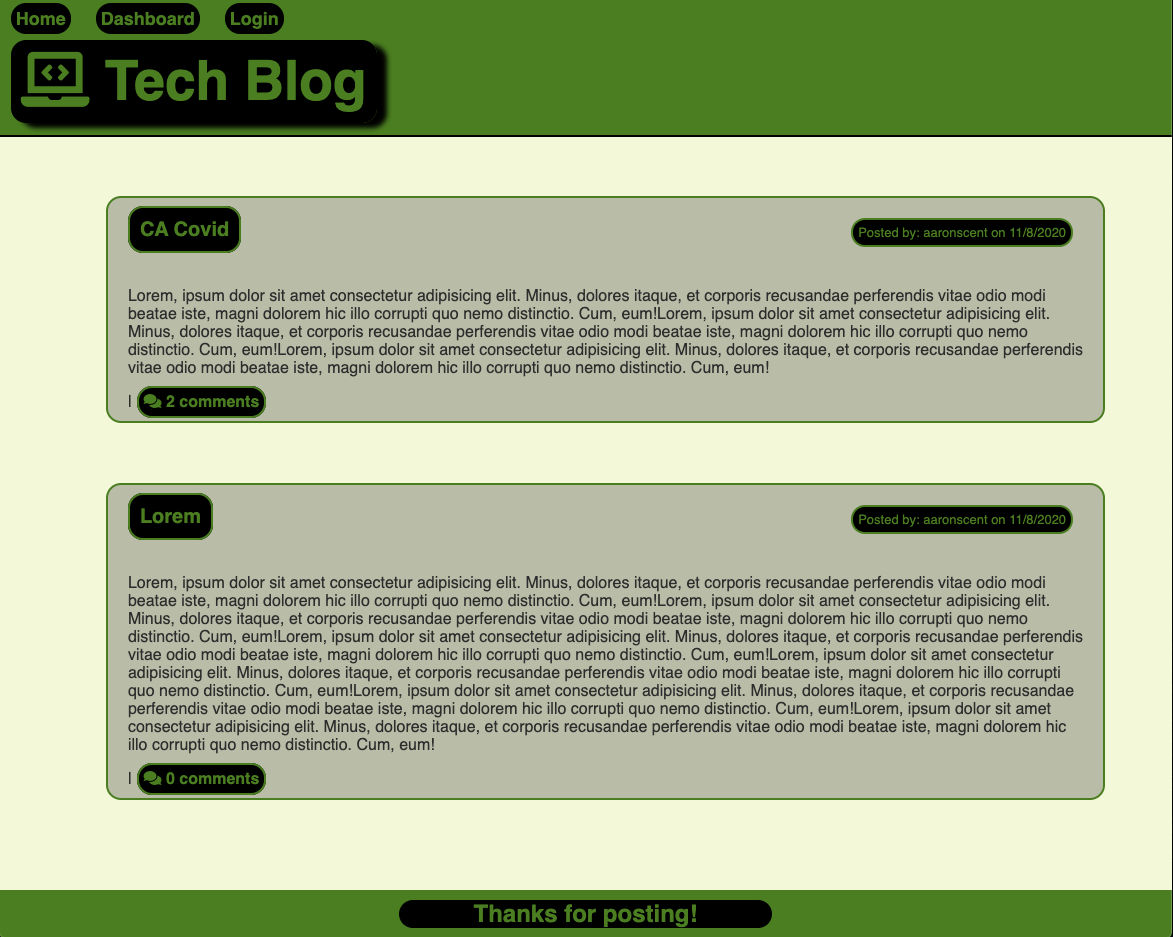 Home Dashboard Login
Tech Blog
CA Covid
Posted by: aaronscent on 11/8/2020
Lorem, ipsum dolor sit amet consectetur adipisicing elit. Minus, dolores itaque, et corporis recusandae perferendis vitae odio modi
beatae iste, magni dolorem hic illo corrupti quo nemo distinctio. Cum, eum!Lorem, ipsum dolor sit amet consectetur adipisicing elit.
Minus, dolores itaque, et corporis recusandae perferendis vitae odio modi beatae iste, magni dolorem hic illo corrupti quo nemo
distinctio. Cum, eum!Lorem, ipsum dolor sit amet consectetur adipisicing elit. Minus, dolores itaque, et corporis recusandae perferendis
vitae odio modi beatae iste, magni dolorem hic illo corrupti quo nemo distinctio. Cum, eum!
| 2 comments
Lorem
Posted by: aaronscent on 11/8/2020
Lorem, ipsum dolor sit amet consectetur adipisicing elit. Minus, dolores itaque, et corporis recusandae perferendis vitae odio modi
beatae iste, magni dolorem hic illo corrupti quo nemo distinctio. Cum, eum!Lorem, ipsum dolor sit amet consectetur adipisicing elit.
Minus, dolores itaque, et corporis recusandae perferendis vitae odio modi beatae iste, magni dolorem hic illo corrupti quo nemo
distinctio. Cum, eum!Lorem, ipsum dolor sit amet consectetur adipisicing elit. Minus, dolores itaque, et corporis recusandae perferendis
vitae odio modi beatae iste, magni dolorem hic illo corrupti quo nemo distinctio. Cum, eum!Lorem, ipsum dolor sit amet consectetur
adipisicing elit. Minus, dolores itaque, et corporis recusandae perferendis vitae odio modi beatae iste, magni dolorem hic illo corrupti
quo nemo distinctio. Cum, eum!Lorem, ipsum dolor sit amet consectetur adipisicing elit. Minus, dolores itaque, et corporis recusandae
perferendis vitae odio modi beatae iste, magni dolorem hic illo corrupti quo nemo distinctio. Cum, eum!Lorem, ipsum dolor sit amet
consectetur adipisicing elit. Minus, dolores itaque, et corporis recusandae perferendis vitae odio modi beatae iste, magni dolorem hic
illo corrupti quo nemo distinctio. Cum, eum!
| 0 comments
Thanks for posting!